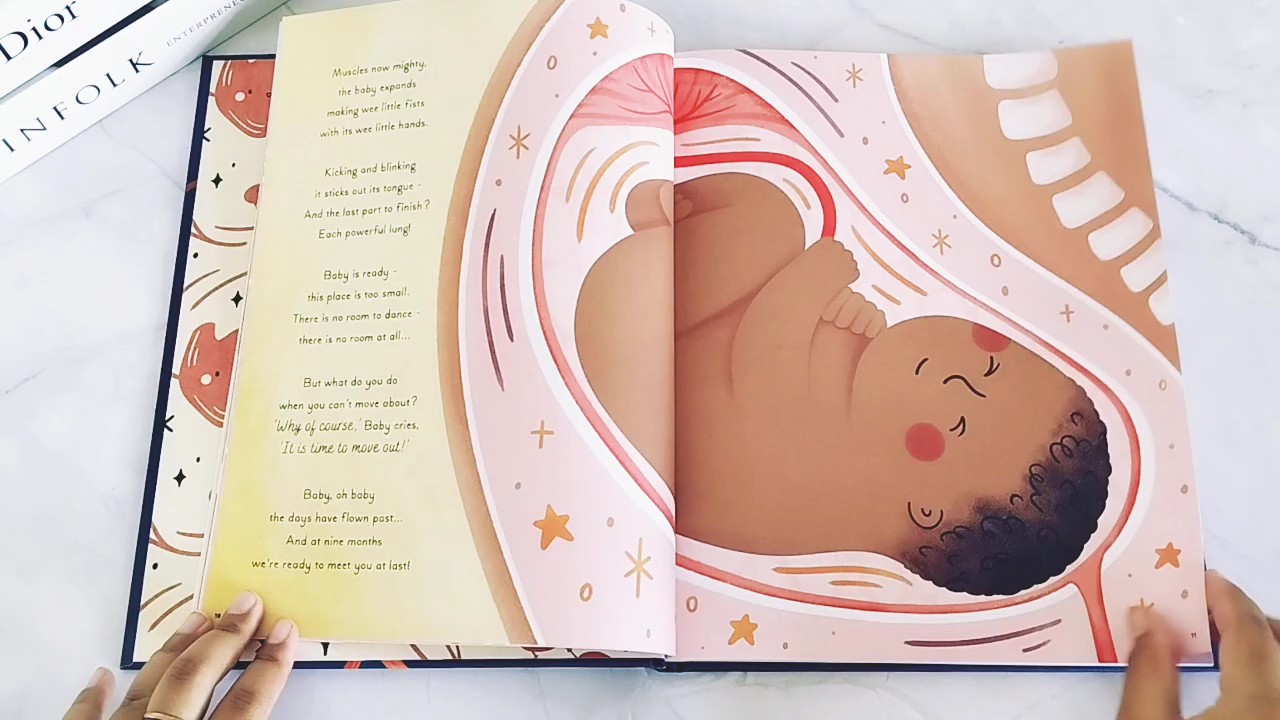 Dior
INFOLK
ENTERPRENE
Muscles now mighty,
the baby expands
making wee little fists
with its wee little hands.
Kicking and blinking
it sticks out its tongue -
And the last part to finish?
Each powerful lung!
Baby is ready -
this place is too small.
There is no room to dance -
there is no room at all...
But what do you do
when you can't move about?
'Why of course,' Baby cries,
'It is time to move out!'
Baby, oh baby
the days have flown past...
And at nine months
we're ready to meet you at last!